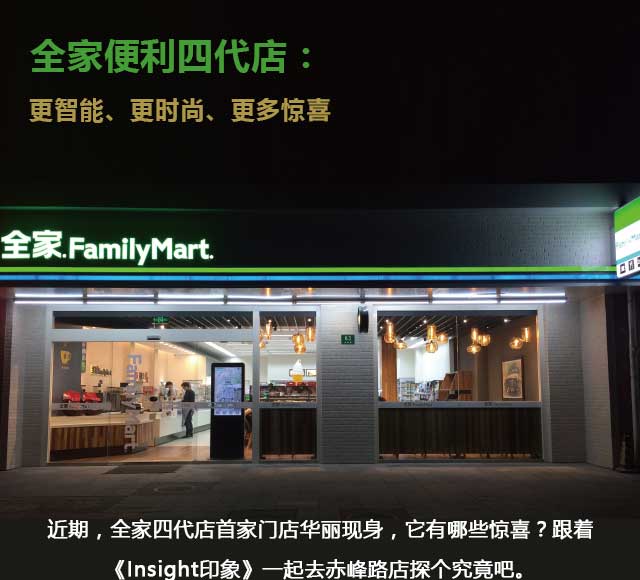 全家便利四代店：
更智能、更时尚、更多惊喜
全家.FamilyMart.
FamilyMart
近期，全家四代店首家门店华丽现身，它有哪些惊喜？跟着
《Insight印象》一起去赤峰路店探个究竟吧。